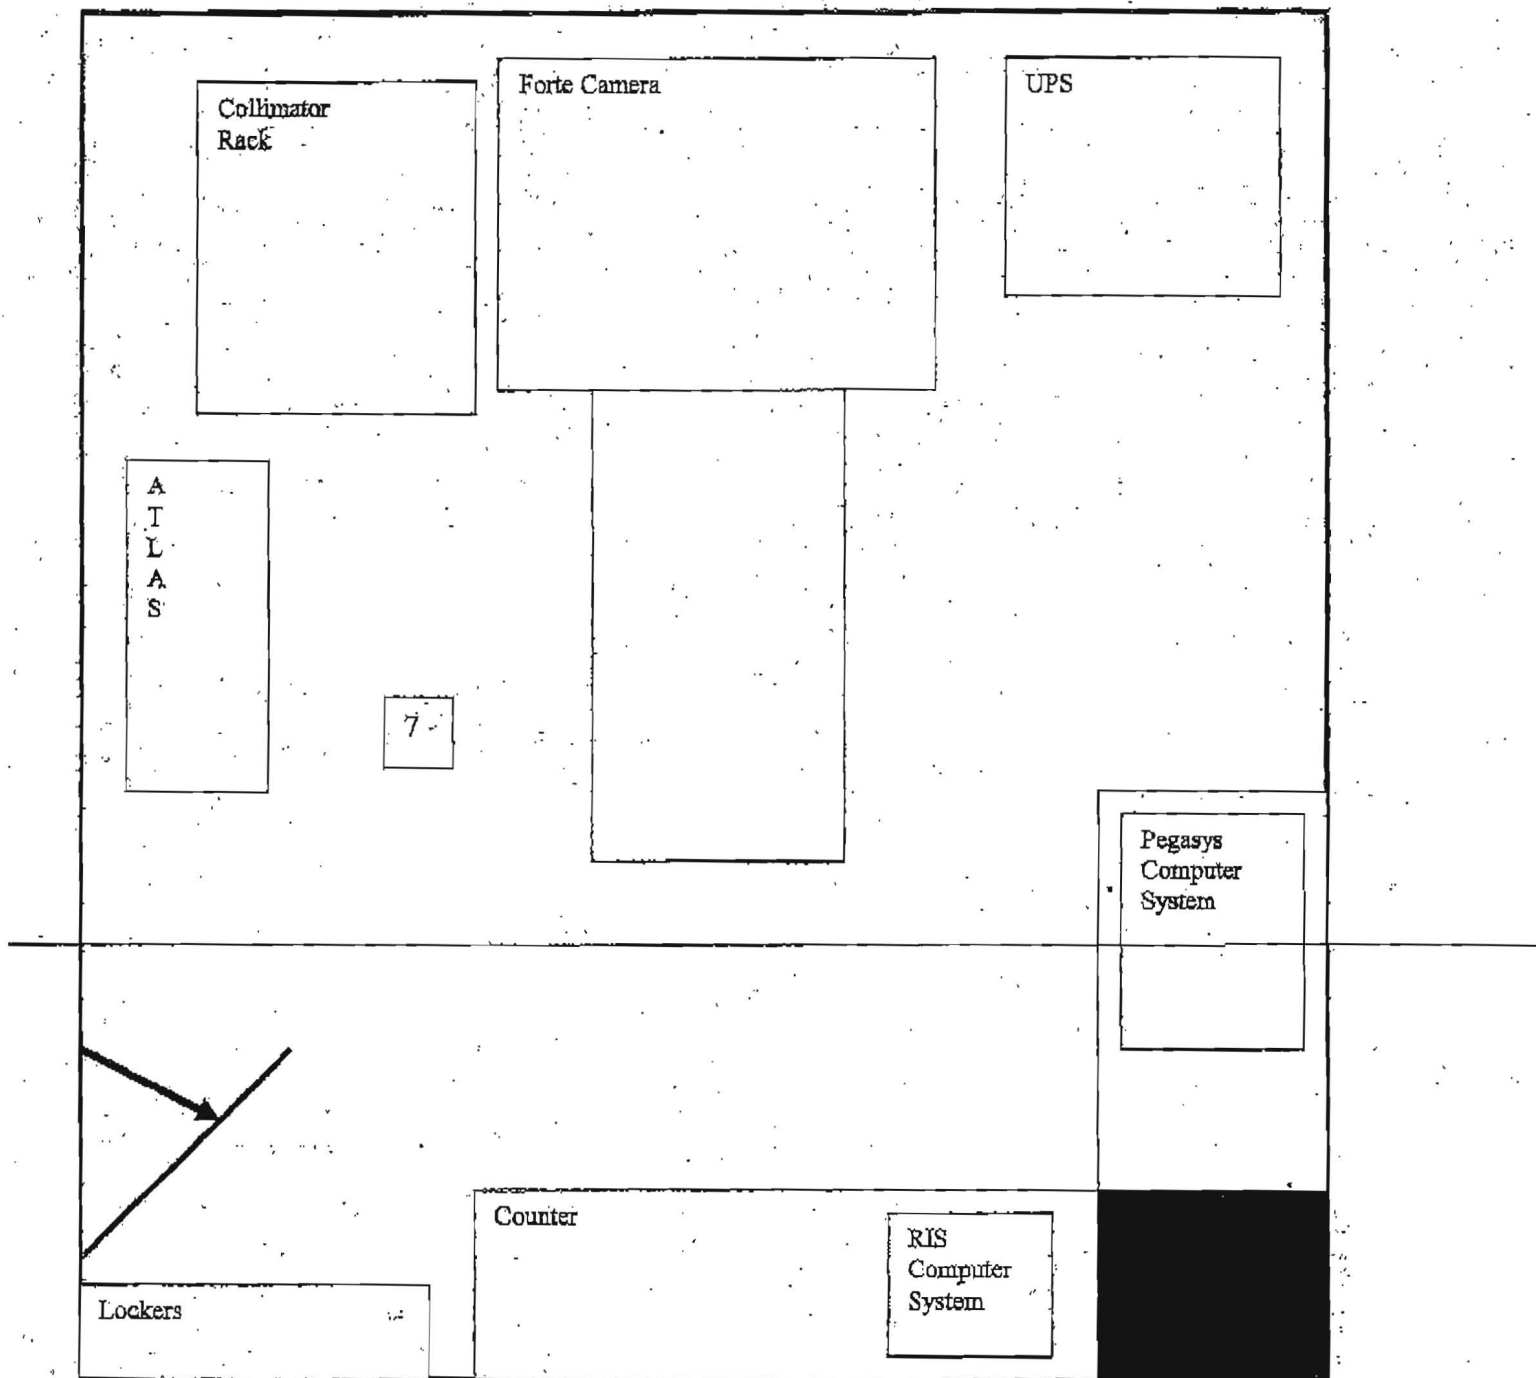 Forte Camera
UPS
Collimator
Rack
A
T
L
A
S
7
Pegasys
Computer
System
Counter
RIS
Computer
System
Lockers